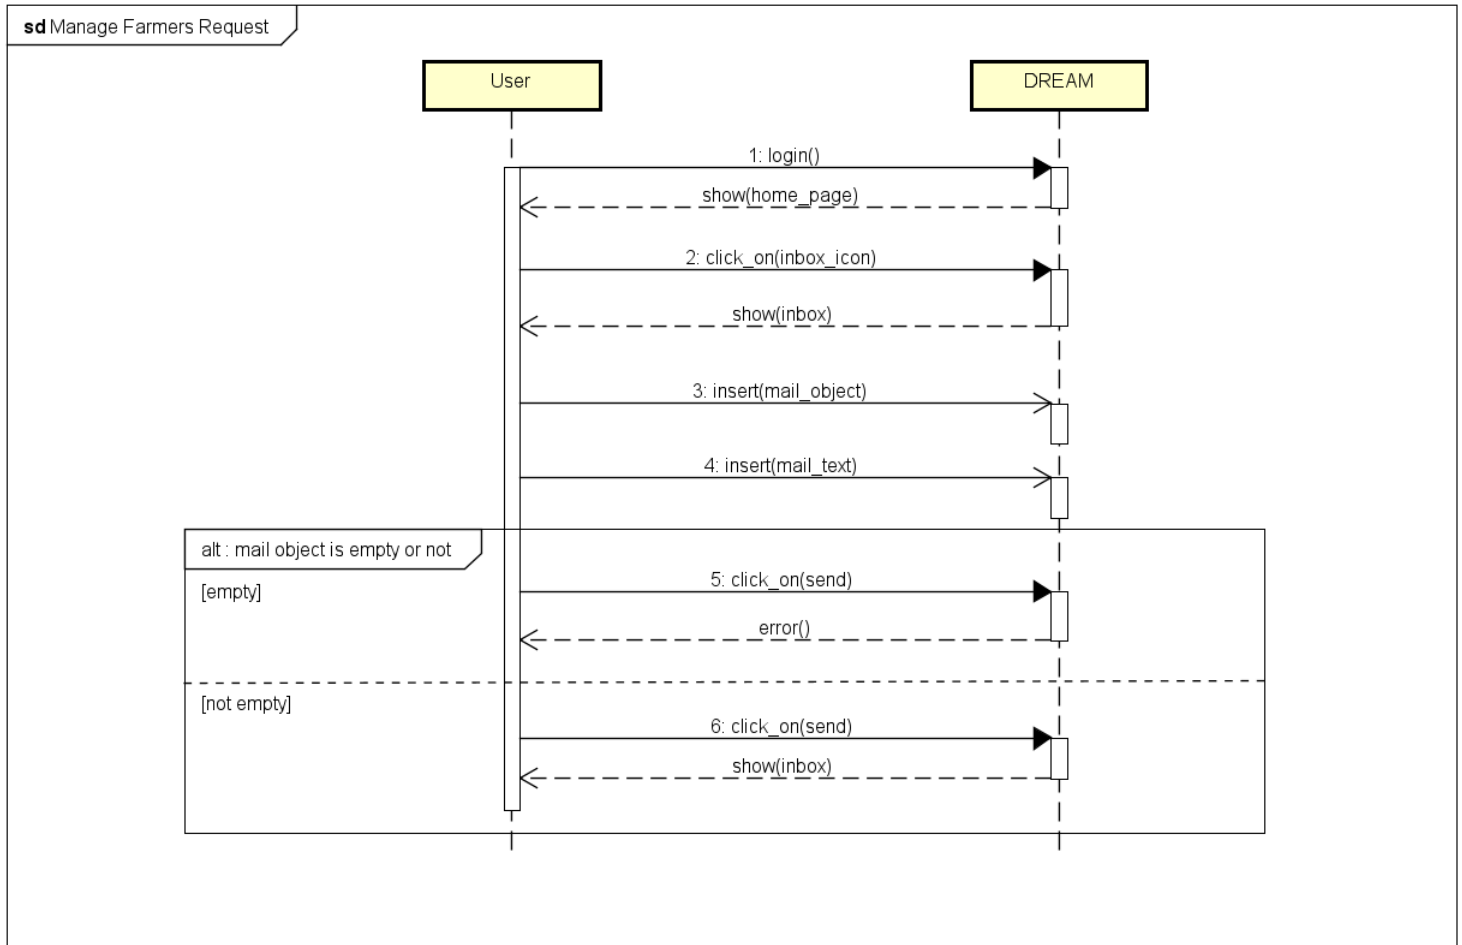 sd Manage Farmers Request
User
DREAM
1: login()
show(home_page)
2: click_on(inbox_icon)
show(inbox)
3: insert(mail_object)
4: insert(mail_text)
alt : mail object is empty or not
[empty]
5: click_on(send)
error()
[not empty]
6: click_on(send)
show(inbox)